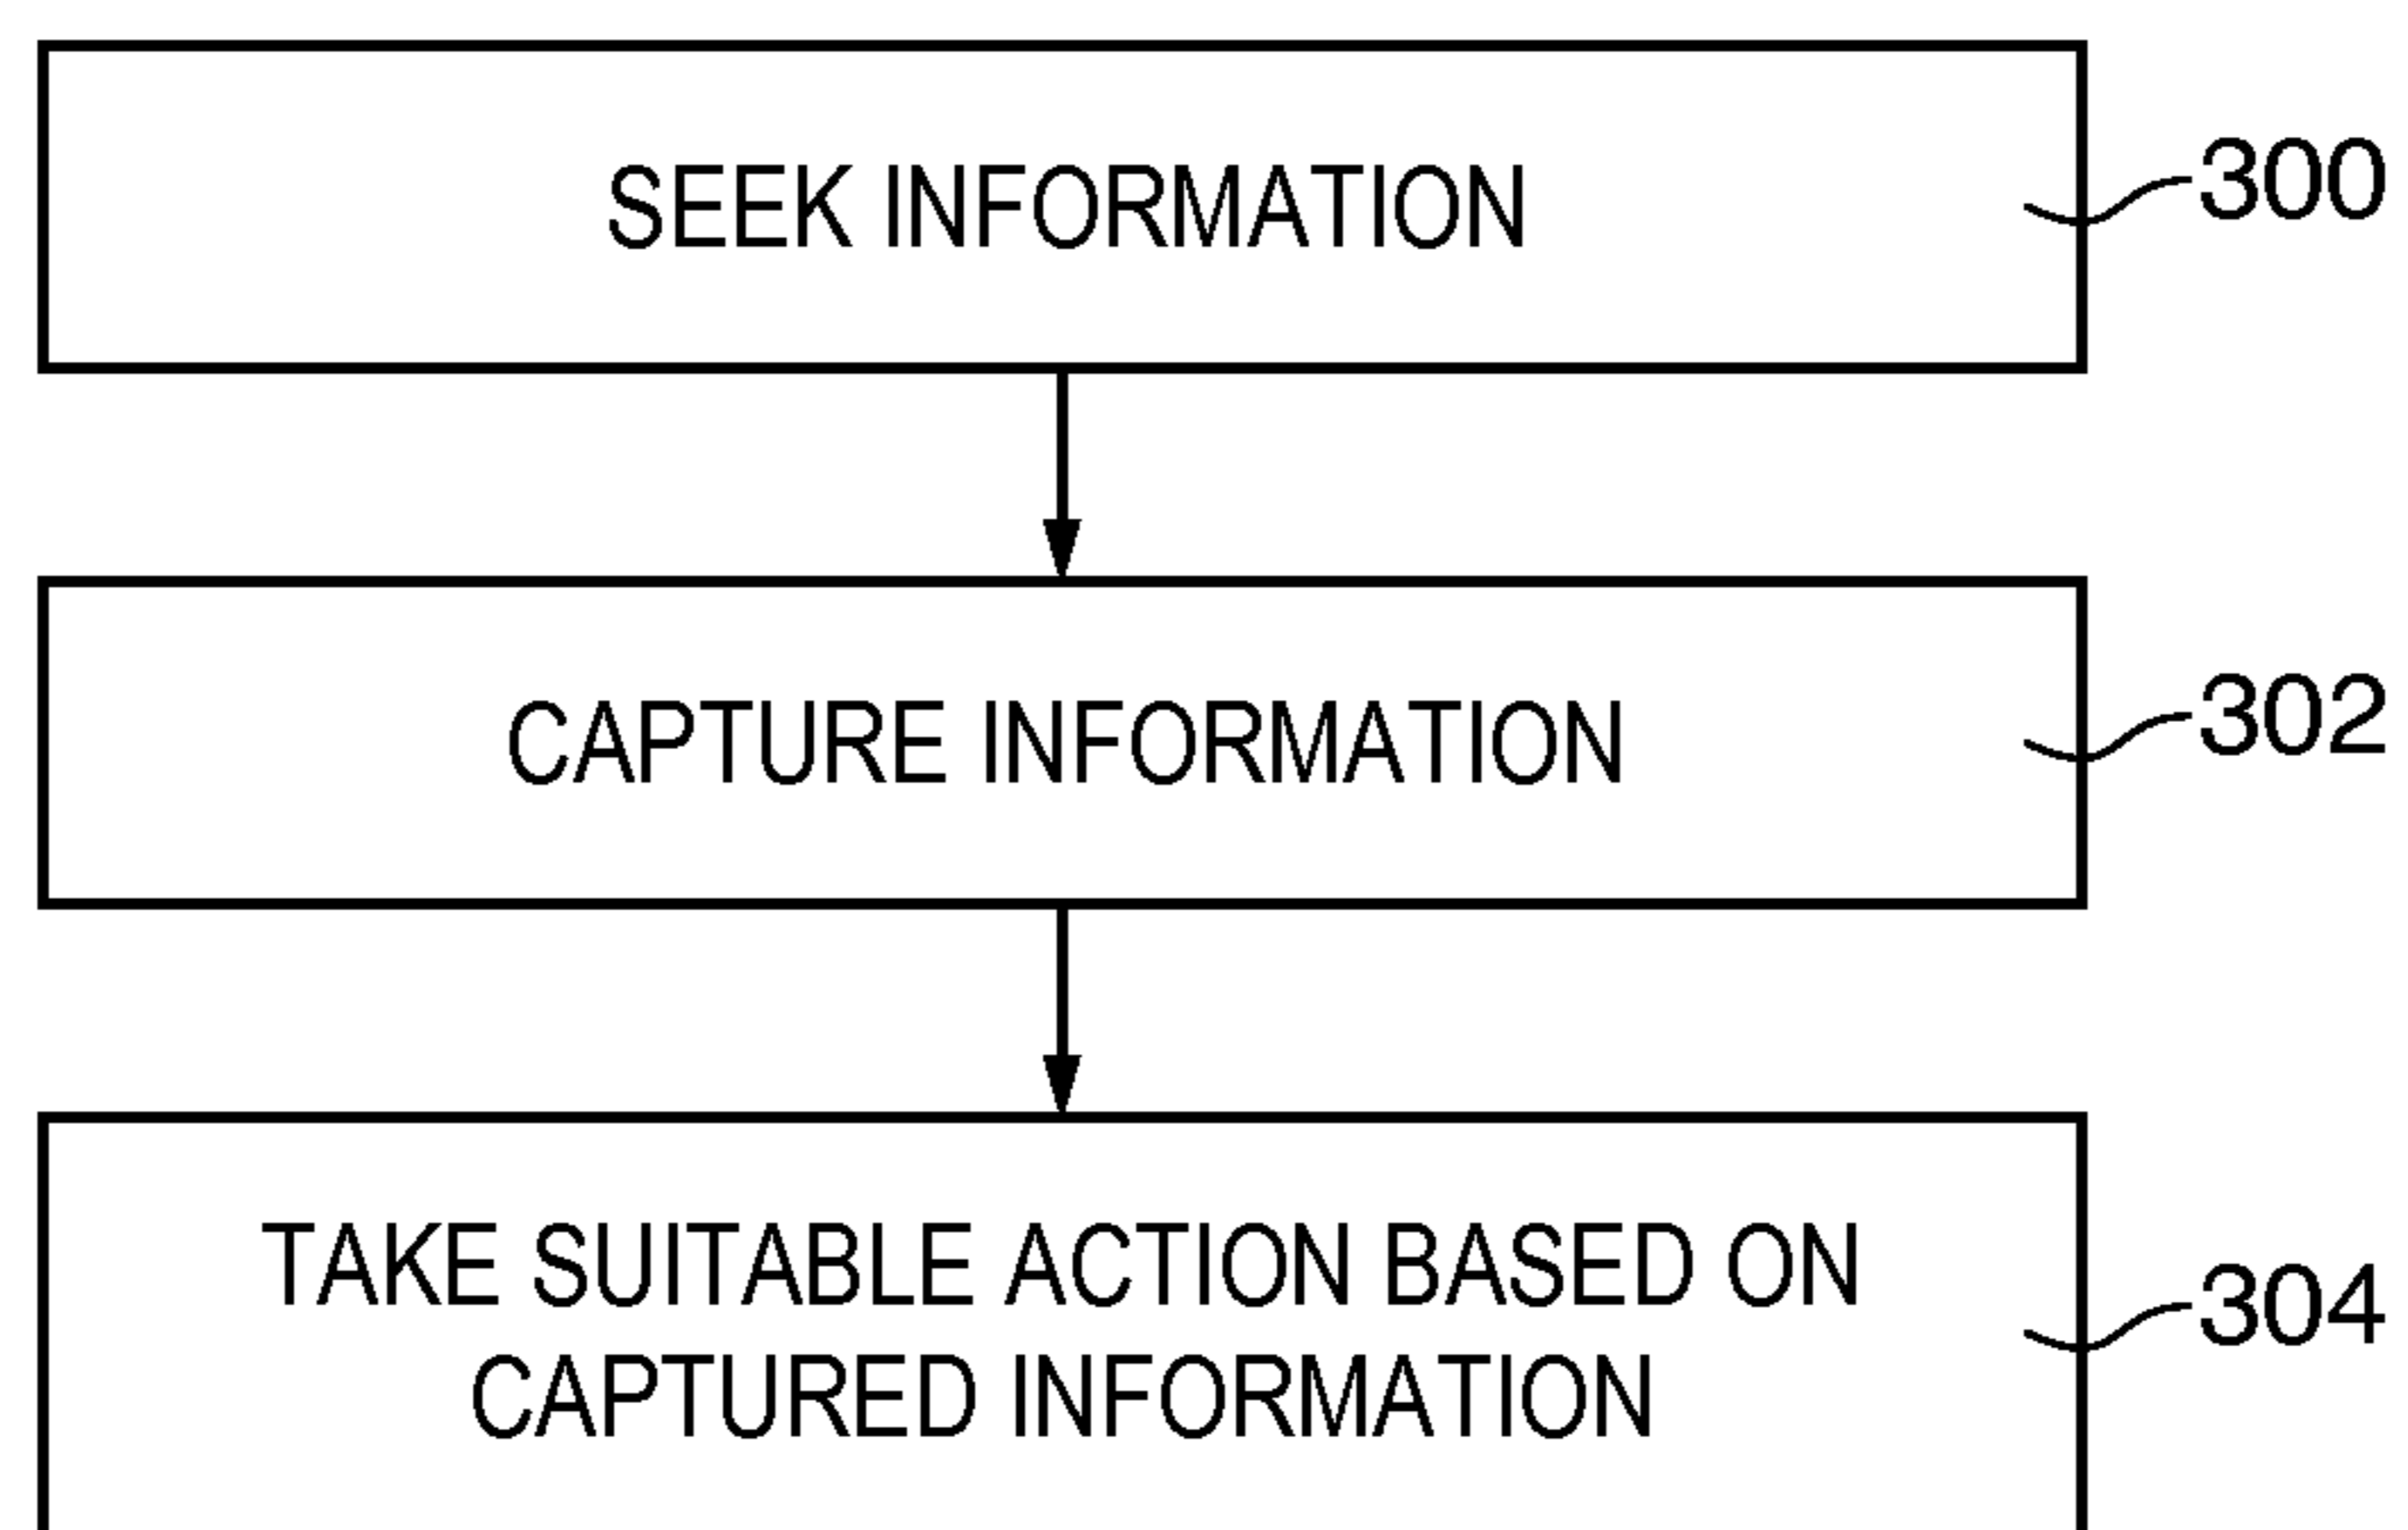 SEEK INFORMATION
300
CAPTURE INFORMATION
302
TAKE SUITABLE ACTION BASED ON
CAPTURED INFORMATION
304